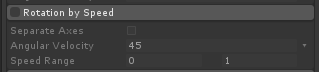 Rotation by Speed
Separate Axes
Angular Velocity 45
Speed Range 0 1